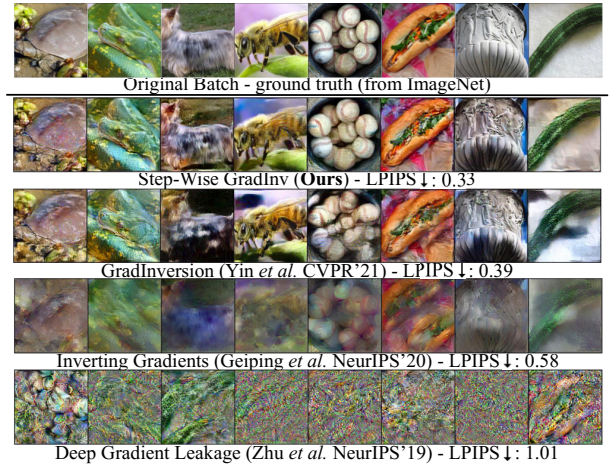 Original Batch - ground truth (from ImageNet)
Step-Wise GradInv (Ours) - LPIPS↓: 0.33
GradInversion (Yin et al. CVPR'21) - LPIPS↓: 0.39
Inverting Gradients (Geiping et al. NeurIPS'20) - LPIPS↓: 0.58
Deep Gradient Leakage (Zhu et al. NeurIPS'19) - LPIPS↓: 1.01